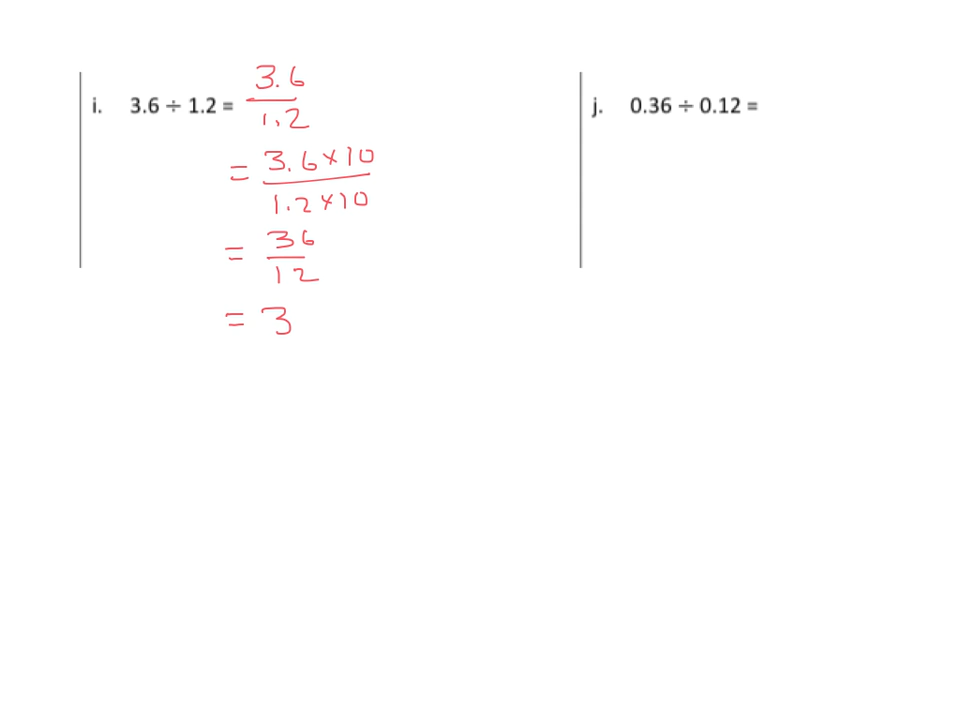 i. 3.6 ÷ 1.2 = 3.6/1.2
= 3.6×10/1.2×10
= 36/12
= 3
j. 0.36 ÷ 0.12 =